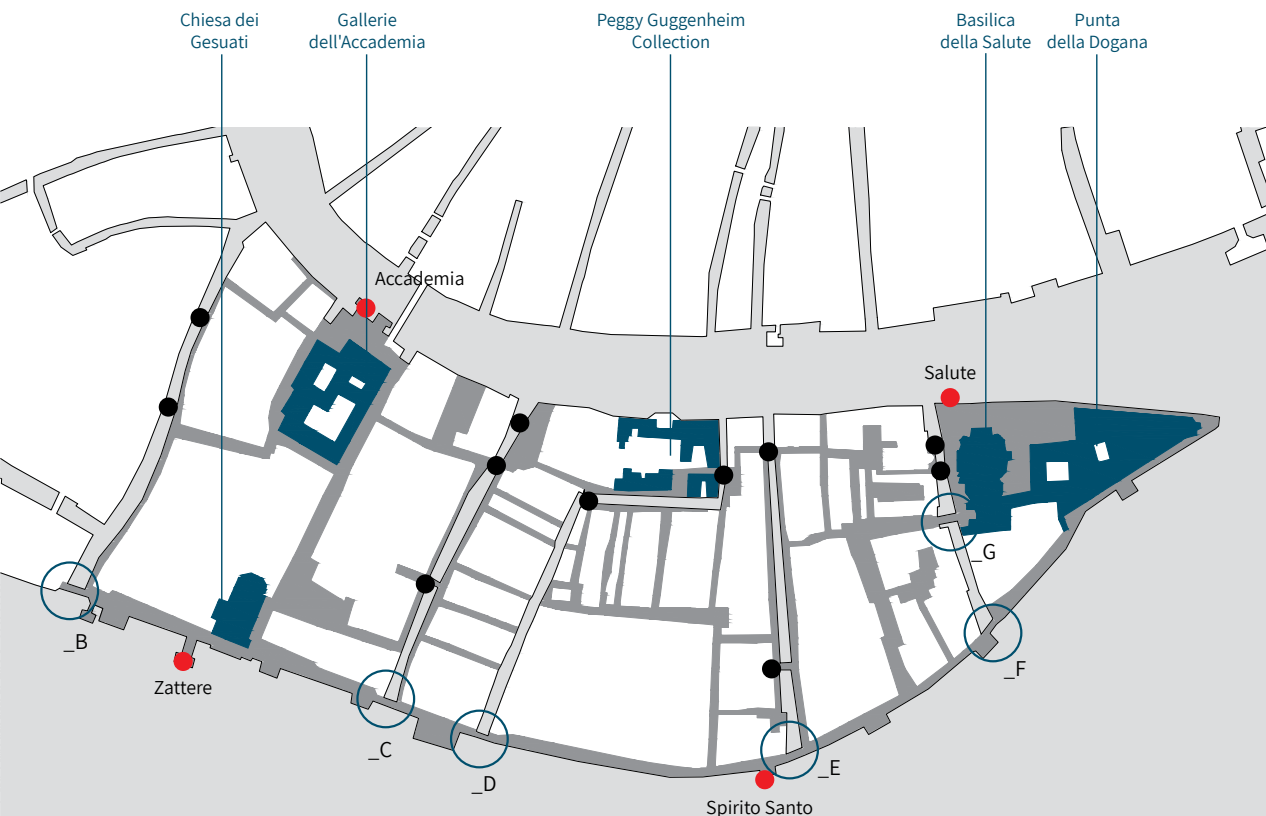 Chiesa dei
Gesuati
Gallerie
dell'Accademia
Peggy Guggenheim
Collection
Basilica
della Salute
Punta
della Dogana
Accademia
Salute
_G
_B
_F
Zattere
_C
_D
_E
Spirito Santo